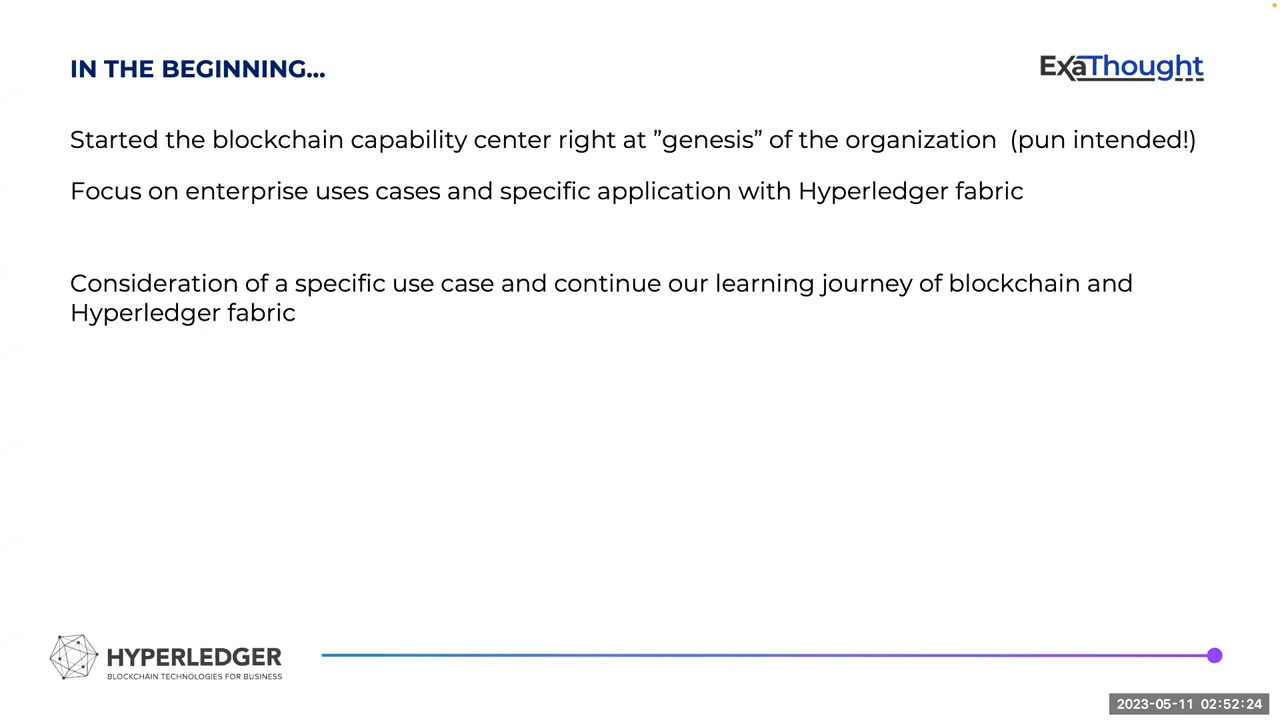 IN THE BEGINNING...
ExaThought
Started the blockchain capability center right at ”genesis” of the organization  (pun intended!)
Focus on enterprise uses cases and specific application with Hyperledger fabric
Consideration of a specific use case and continue our learning journey of blockchain and
Hyperledger fabric
HYPERLEDGER
BLOCKCHAIN TECHNOLOGIES FOR BUSINESS
2023-05-11 02:52:24